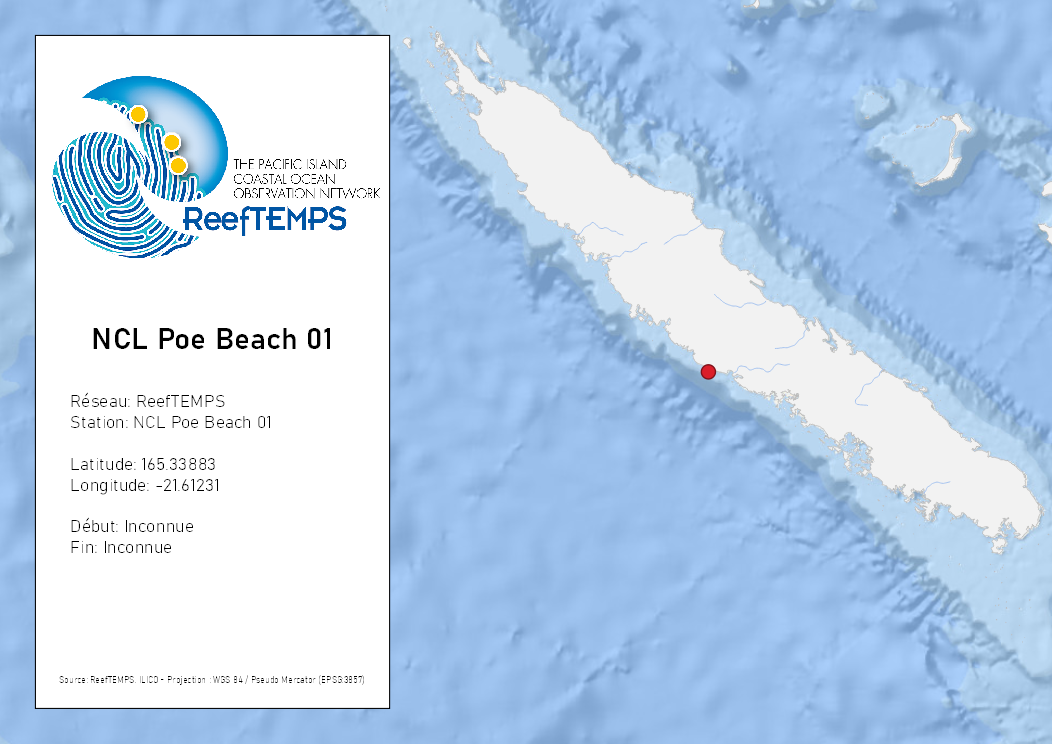 THE PACIFIC ISLAND
COASTAL OCEAN
OBSERVATION NETWORK
ReefTEMPS
NCL Poe Beach 01
Réseau: ReefTEMPS
Station: NCL Poe Beach 01
Latitude: 165.33883
Longitude: -21.61231
Début: Inconnue
Fin: Inconnue
Source: ReefTEMPS, ILICO - Projection : WGS 84 / Pseudo Mercator (EPSG:3857)